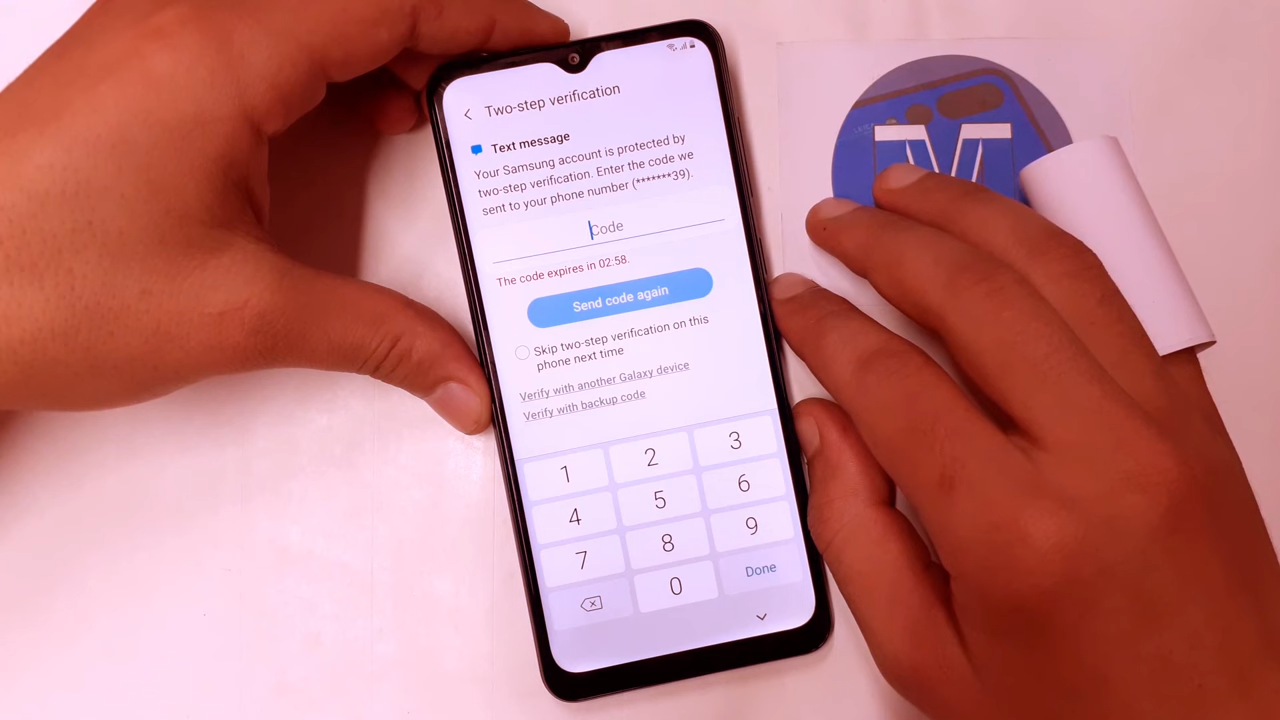 Two-step verification
Text message
Your Samsung account is protected by
two-step verification. Enter the code we
sent to your phone number (*******39).
Code
The code expires in 02:58.
Send code again
Skip two-step verification on this
phone next time
Verify with another Galaxy device
Verify with backup code
1 2 3
4 5 6
7 8 9
0 Done
M